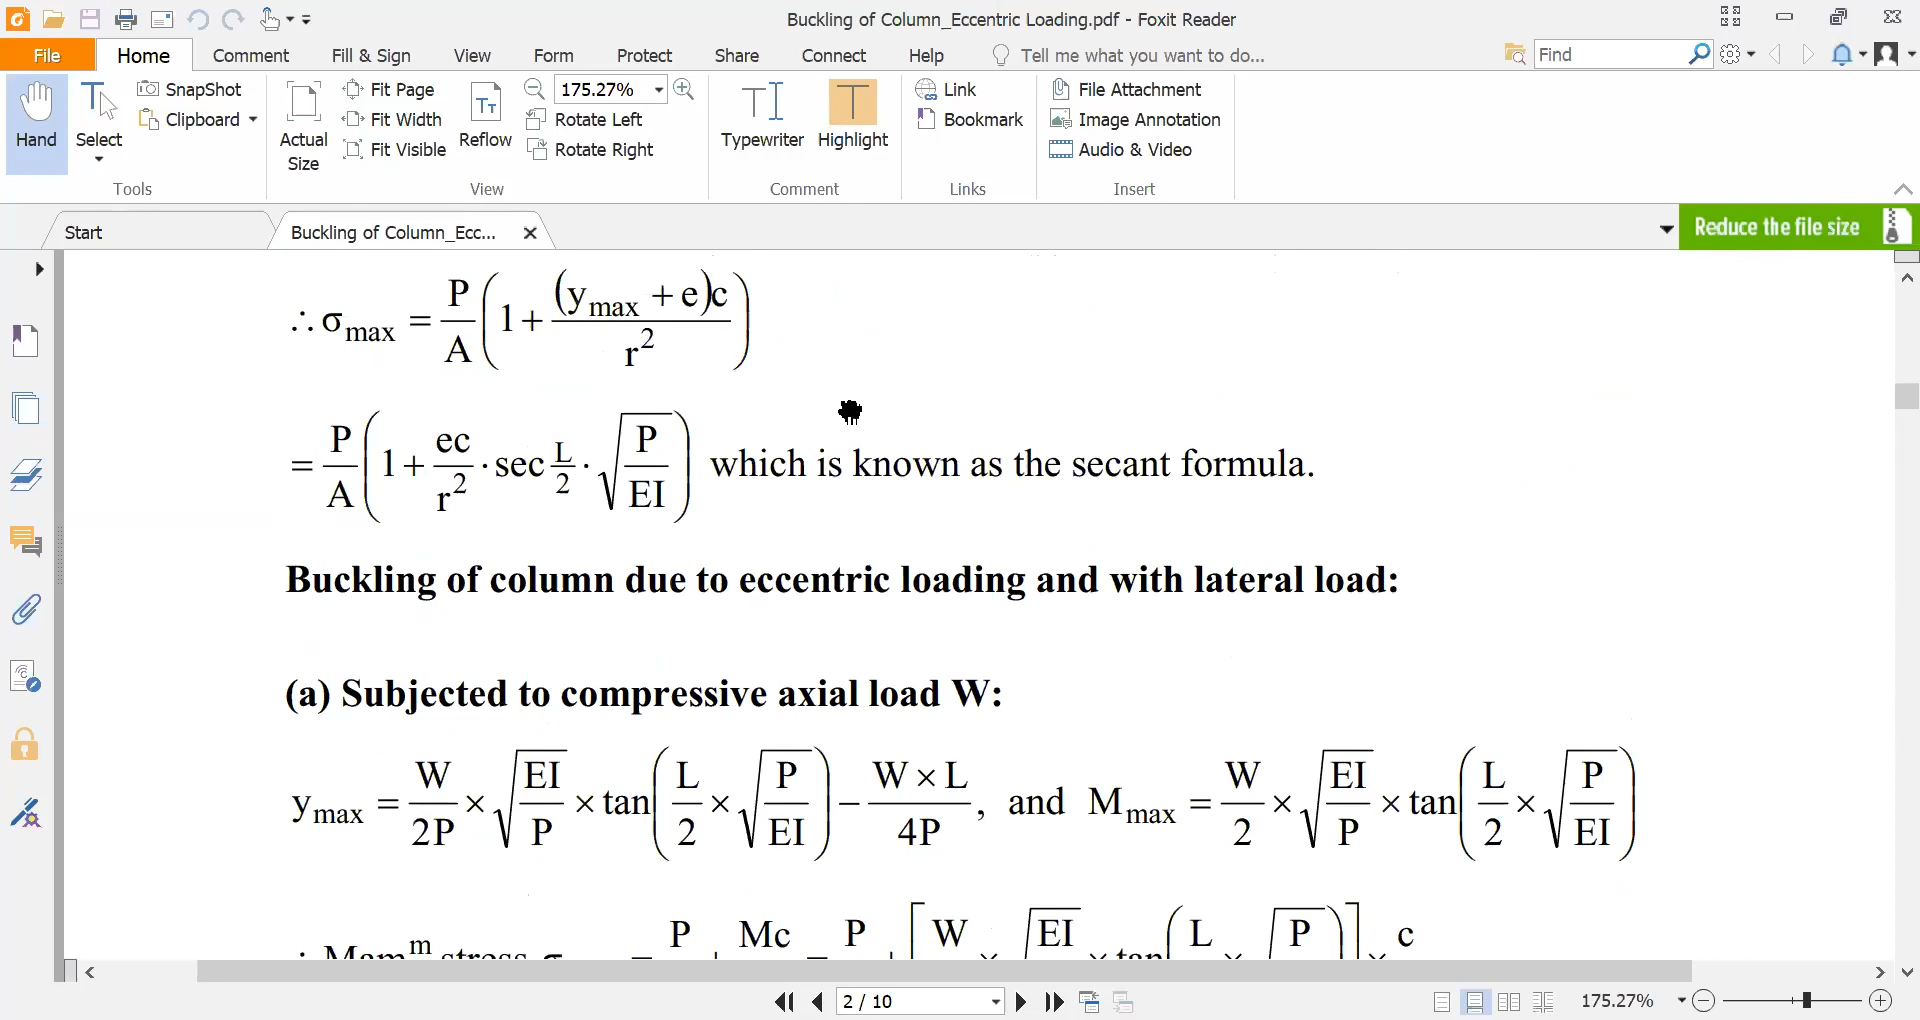 Buckling of Column_Eccentric Loading.pdf - Foxit Reader
File Home Comment Fill & Sign View Form Protect Share Connect Help Tell me what you want to do... Find
Hand Select SnapShot Clipboard
Tools
Actual Size Fit Page Fit Width Fit Visible Reflow 175.27% Rotate Left Rotate Right
View
Typewriter Highlight
Comment
Link Bookmark
Links
File Attachment Image Annotation Audio & Video
Insert
Start Buckling of Column_Ecc... Reduce the file size
∴ σmax = P/A (1 + (ymax + e)c / r²)
= P/A (1 + ec/r² · sec L/2 · √(P/EI)) which is known as the secant formula.
Buckling of column due to eccentric loading and with lateral load:
(a) Subjected to compressive axial load W:
ymax = W/2P × √(EI/P) × tan(L/2 × √(P/EI)) − W × L/4P, and Mmax = W/2 × √(EI/P) × tan(L/2 × √(P/EI))
P Mc P W EI L P c
2 / 10 175.27%